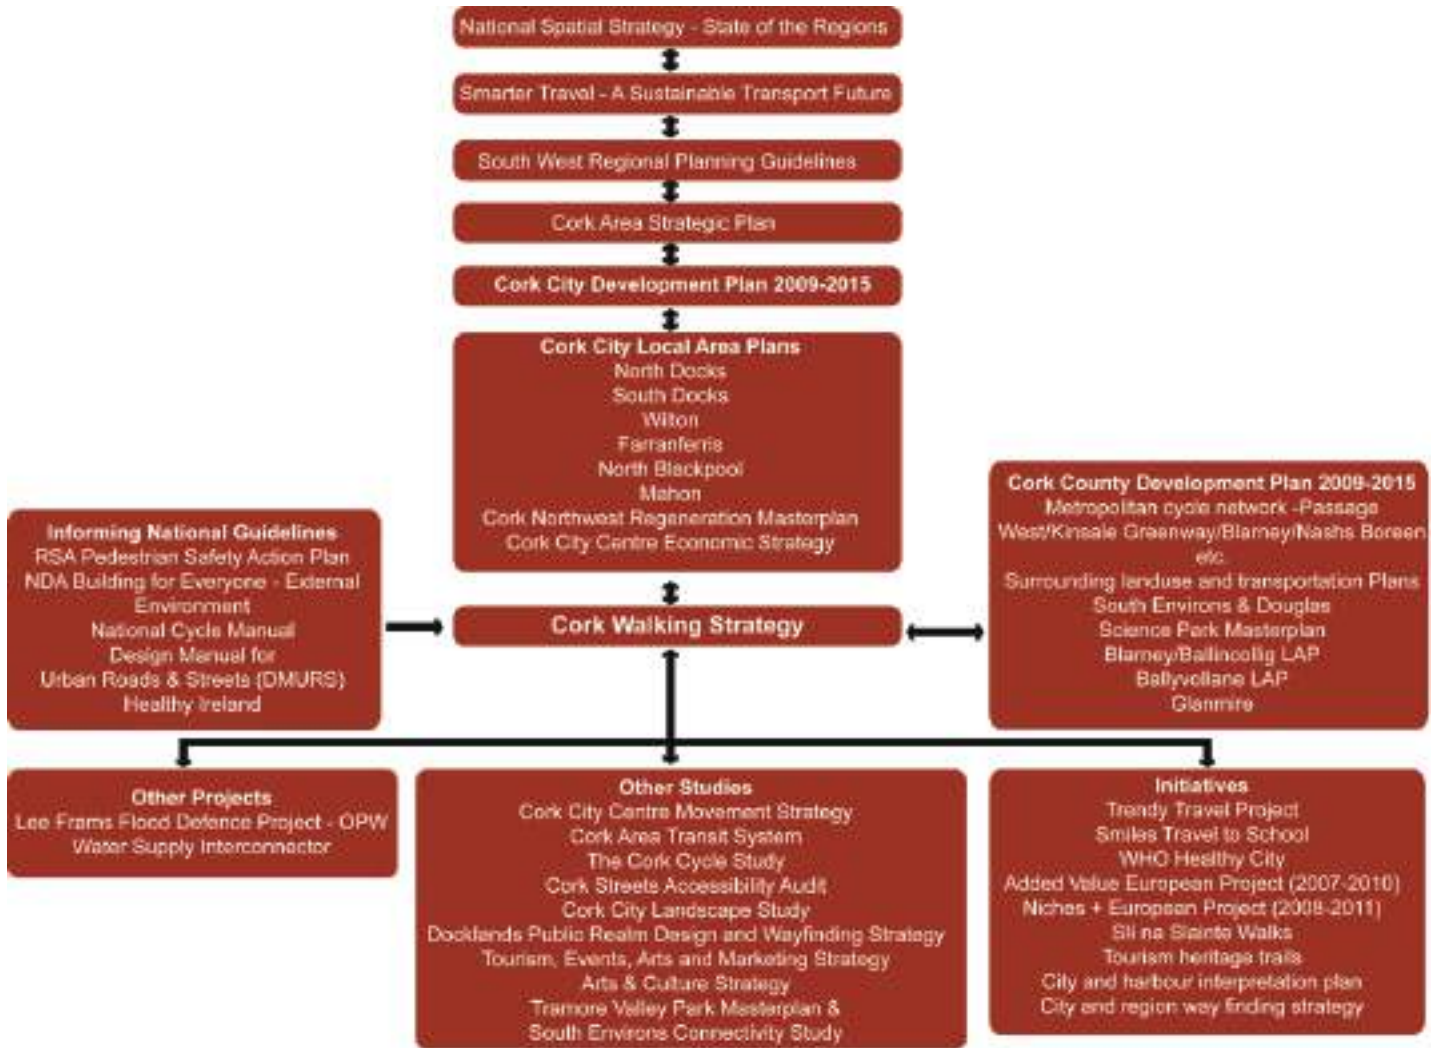 National Spatial Strategy - State of the Regions
Smarter Travel - A Sustainable Transport Future
South West Regional Planning Guidelines
Cork Area Strategic Plan
Cork City Development Plan 2009-2015
Cork City Local Area Plans
North Docks
South Docks
Wilton
Farranferris
North Blackpool
Mahon
Cork Northwest Regeneration Masterplan
Cork City Centre Economic Strategy
Informing National Guidelines
RSA Pedestrian Safety Action Plan
NDA Building for Everyone - External
Environment
National Cycle Manual
Design Manual for
Urban Roads & Streets (DMURS)
Healthy Ireland
Cork Walking Strategy
Cork County Development Plan 2009-2015
Metropolitan cycle network -Passage
West/Kinsale Greenway/Blarney/Nashs Boreen
etc.
Surrounding landuse and transportation Plans
South Environs & Douglas
Science Park Masterplan
Blarney/Ballincollig LAP
Ballyvollane LAP
Glanmire
Other Projects
Lee Frams Flood Defence Project - OPW
Water Supply Interconnector
Other Studies
Cork City Centre Movement Strategy
Cork Area Transit System
The Cork Cycle Study
Cork Streets Accessibility Audit
Cork City Landscape Study
Docklands Public Realm Design and Wayfinding Strategy
Tourism, Events, Arts and Marketing Strategy
Arts & Culture Strategy
Tramore Valley Park Masterplan &
South Environs Connectivity Study
Initiatives
Trendy Travel Project
Smiles Travel to School
WHO Healthy City
Added Value European Project (2007-2010)
Niches + European Project (2008-2011)
Sli na Slainte Walks
Tourism heritage trails
City and harbour interpretation plan
City and region way finding strategy